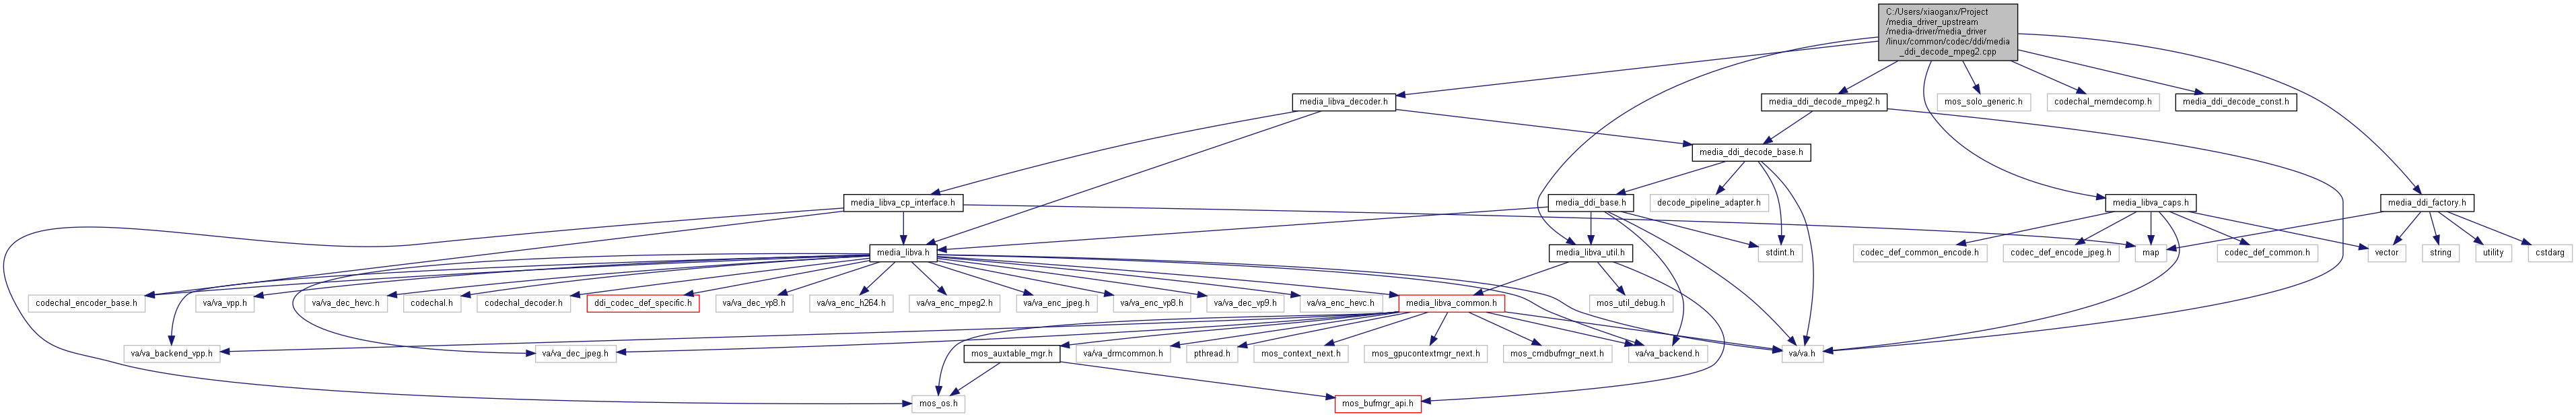 C:/Users/xiaoganx/Project
/media_driver_upstream
/media-driver/media_driver
/linux/common/codec/ddi/media
_ddi_decode_mpeg2.cpp
media_libva_decoder.h
media_ddi_decode_mpeg2.h
mos_solo_generic.h
codechal_memdecomp.h
media_ddi_decode_const.h
media_ddi_decode_base.h
media_libva_cp_interface.h
media_ddi_base.h
decode_pipeline_adapter.h
media_libva_caps.h
media_ddi_factory.h
media_libva.h
media_libva_util.h
stdint.h
codec_def_common_encode.h
codec_def_encode_jpeg.h
map
codec_def_common.h
vector
string
utility
cstdarg
codechal_encoder_base.h
va/va_vpp.h
va/va_dec_hevc.h
codechal.h
codechal_decoder.h
ddi_codec_def_specific.h
va/va_dec_vp8.h
va/va_enc_h264.h
va/va_enc_mpeg2.h
va/va_enc_jpeg.h
va/va_enc_vp8.h
va/va_dec_vp9.h
va/va_enc_hevc.h
media_libva_common.h
mos_util_debug.h
va/va_backend_vpp.h
va/va_dec_jpeg.h
mos_auxtable_mgr.h
va/va_drmcommon.h
pthread.h
mos_context_next.h
mos_gpucontextmgr_next.h
mos_cmdbufmgr_next.h
va/va_backend.h
va/va.h
mos_os.h
mos_bufmgr_api.h